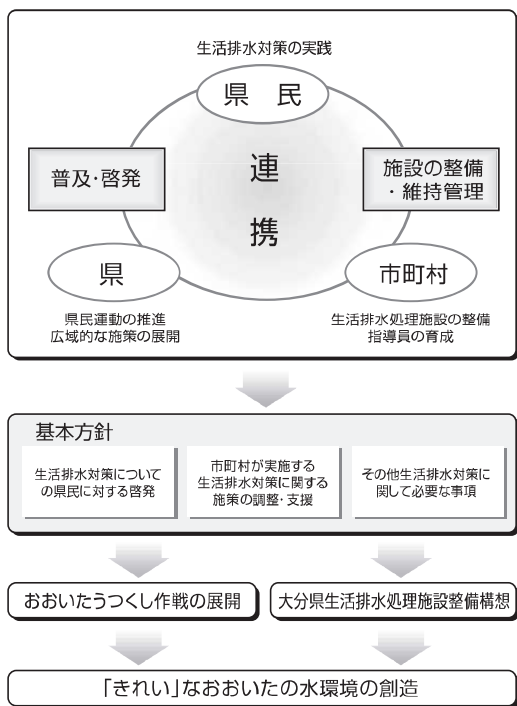 生活排水対策の実践
県　民
連
携
普及・啓発
施設の整備
・維持管理
県
市町村
県民運動の推進
広域的な施策の展開
生活排水処理施設の整備
指導員の育成
基本方針
生活排水対策について
の県民に対する啓発
市町村が実施する
生活排水対策に関する
施策の調整・支援
その他生活排水対策に
関して必要な事項
おおいたうつくし作戦の展開
大分県生活排水処理施設整備構想
「きれい」なおおいたの水環境の創造